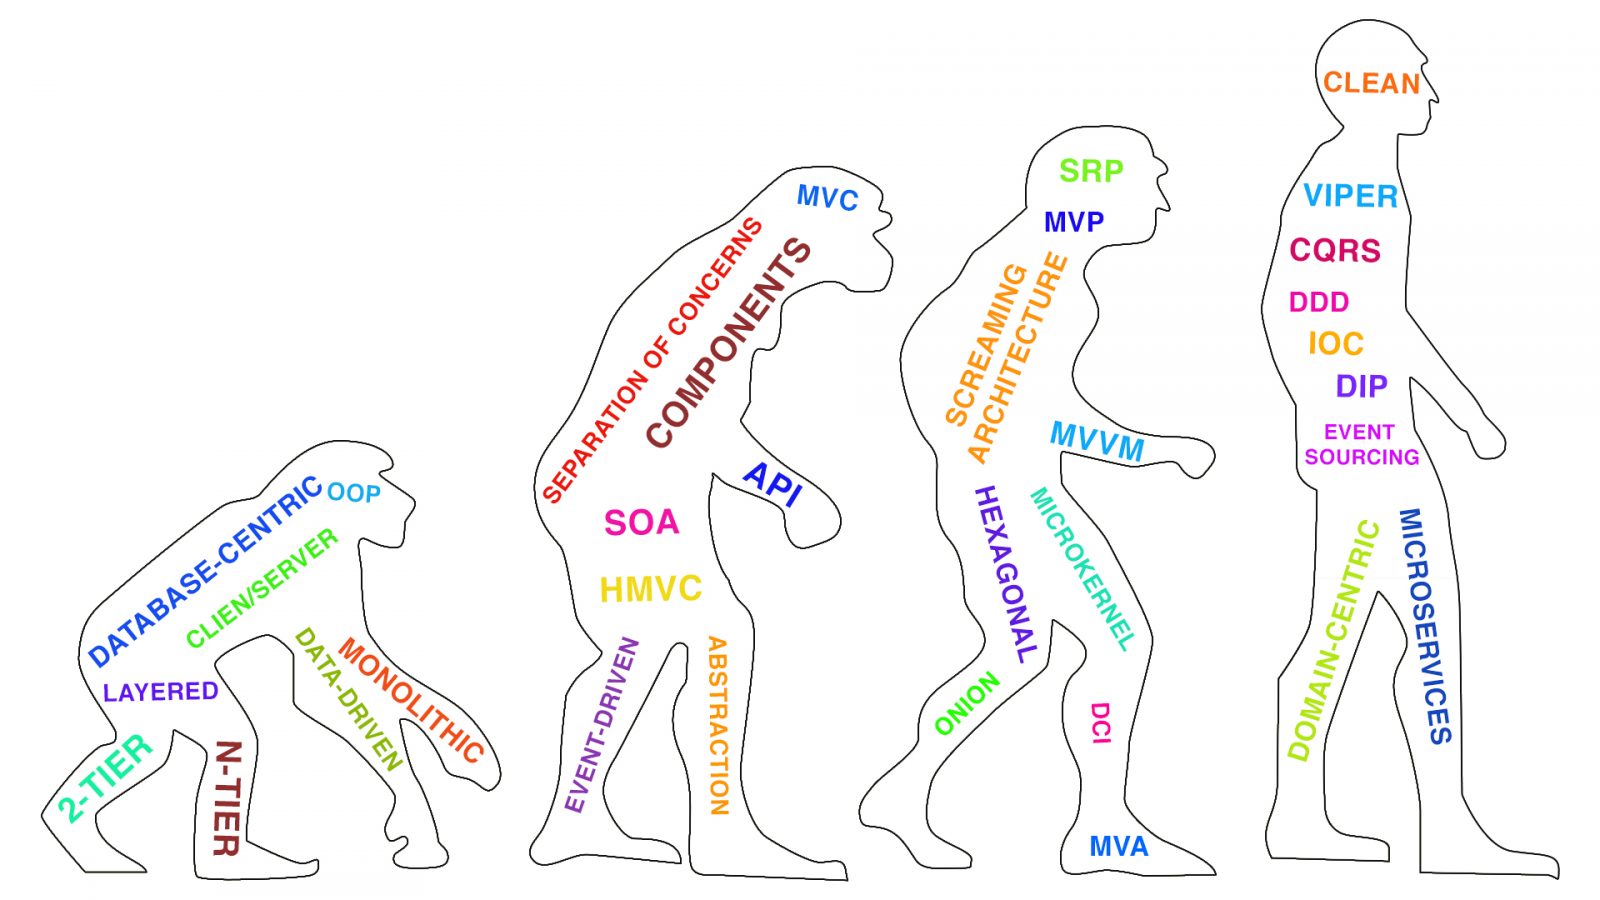 OOP
DATABASE-CENTRIC
CLIEN/SERVER
LAYERED
DATA-DRIVEN
MONOLITHIC
2-TIER
N-TIER
MVC
SEPARATION OF CONCERNS
COMPONENTS
API
SOA
HMVC
EVENT-DRIVEN
ABSTRACTION
SRP
MVP
SCREAMING
ARCHITECTURE
MVVM
HEXAGONAL
MICROKERNEL
ONION
DCI
MVA
CLEAN
VIPER
CQRS
DDD
IOC
DIP
EVENT
SOURCING
DOMAIN-CENTRIC
MICROSERVICES